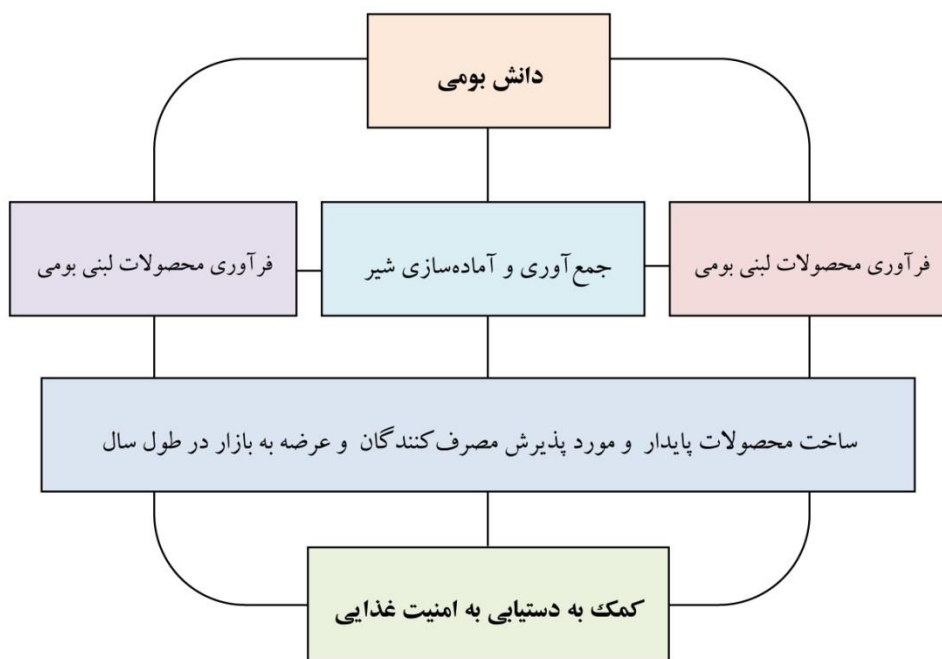 دانش بومی
فرآوری محصولات لبنی بومی
جمع‌آوری و آماده‌سازی شیر
فرآوری محصولات لبنی بومی
ساخت محصولات پایدار و مورد پذیرش مصرف‌کنندگان و عرضه به بازار در طول سال
کمک به دستیابی به امنیت غذایی